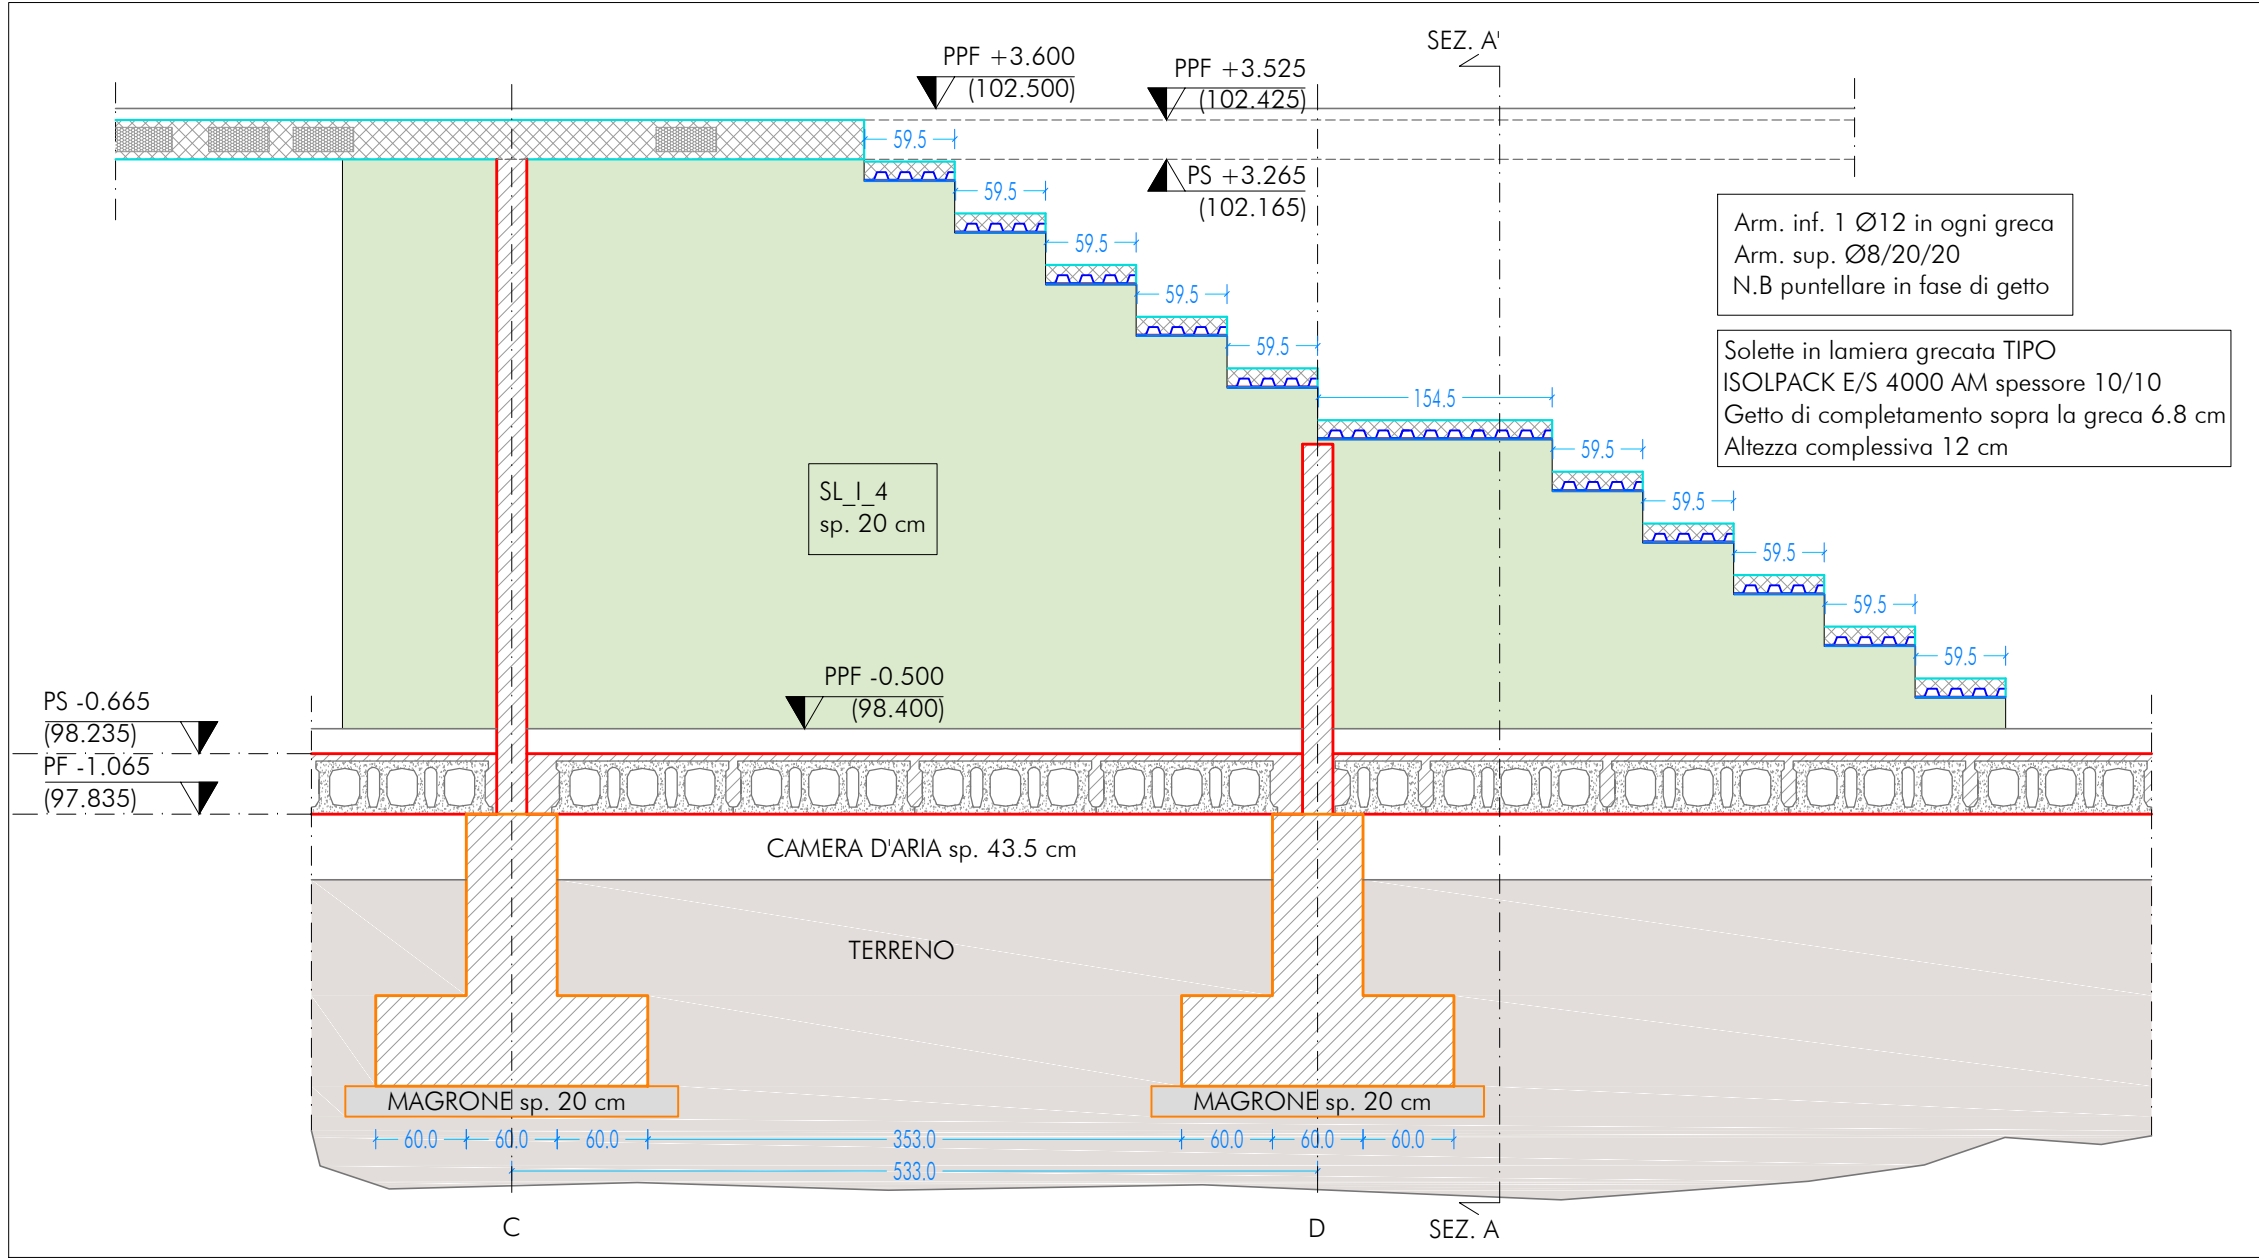 SEZ. A'
PPF +3.600
(102.500)
PPF +3.525
(102.425)
59.5
PS +3.265
(102.165)
59.5
59.5
59.5
59.5
154.5
59.5
59.5
59.5
59.5
59.5
Arm. inf. 1 Ø12 in ogni greca
Arm. sup. Ø8/20/20
N.B puntellare in fase di getto
Solette in lamiera grecata TIPO
ISOLPACK E/S 4000 AM spessore 10/10
Getto di completamento sopra la greca 6.8 cm
Altezza complessiva 12 cm
SL_I_4
sp. 20 cm
PPF -0.500
(98.400)
PS -0.665
(98.235)
PF -1.065
(97.835)
CAMERA D'ARIA sp. 43.5 cm
TERRENO
MAGRONE sp. 20 cm
MAGRONE sp. 20 cm
60.0 60.0 60.0 353.0 60.0 60.0 60.0
533.0
C
D
SEZ. A